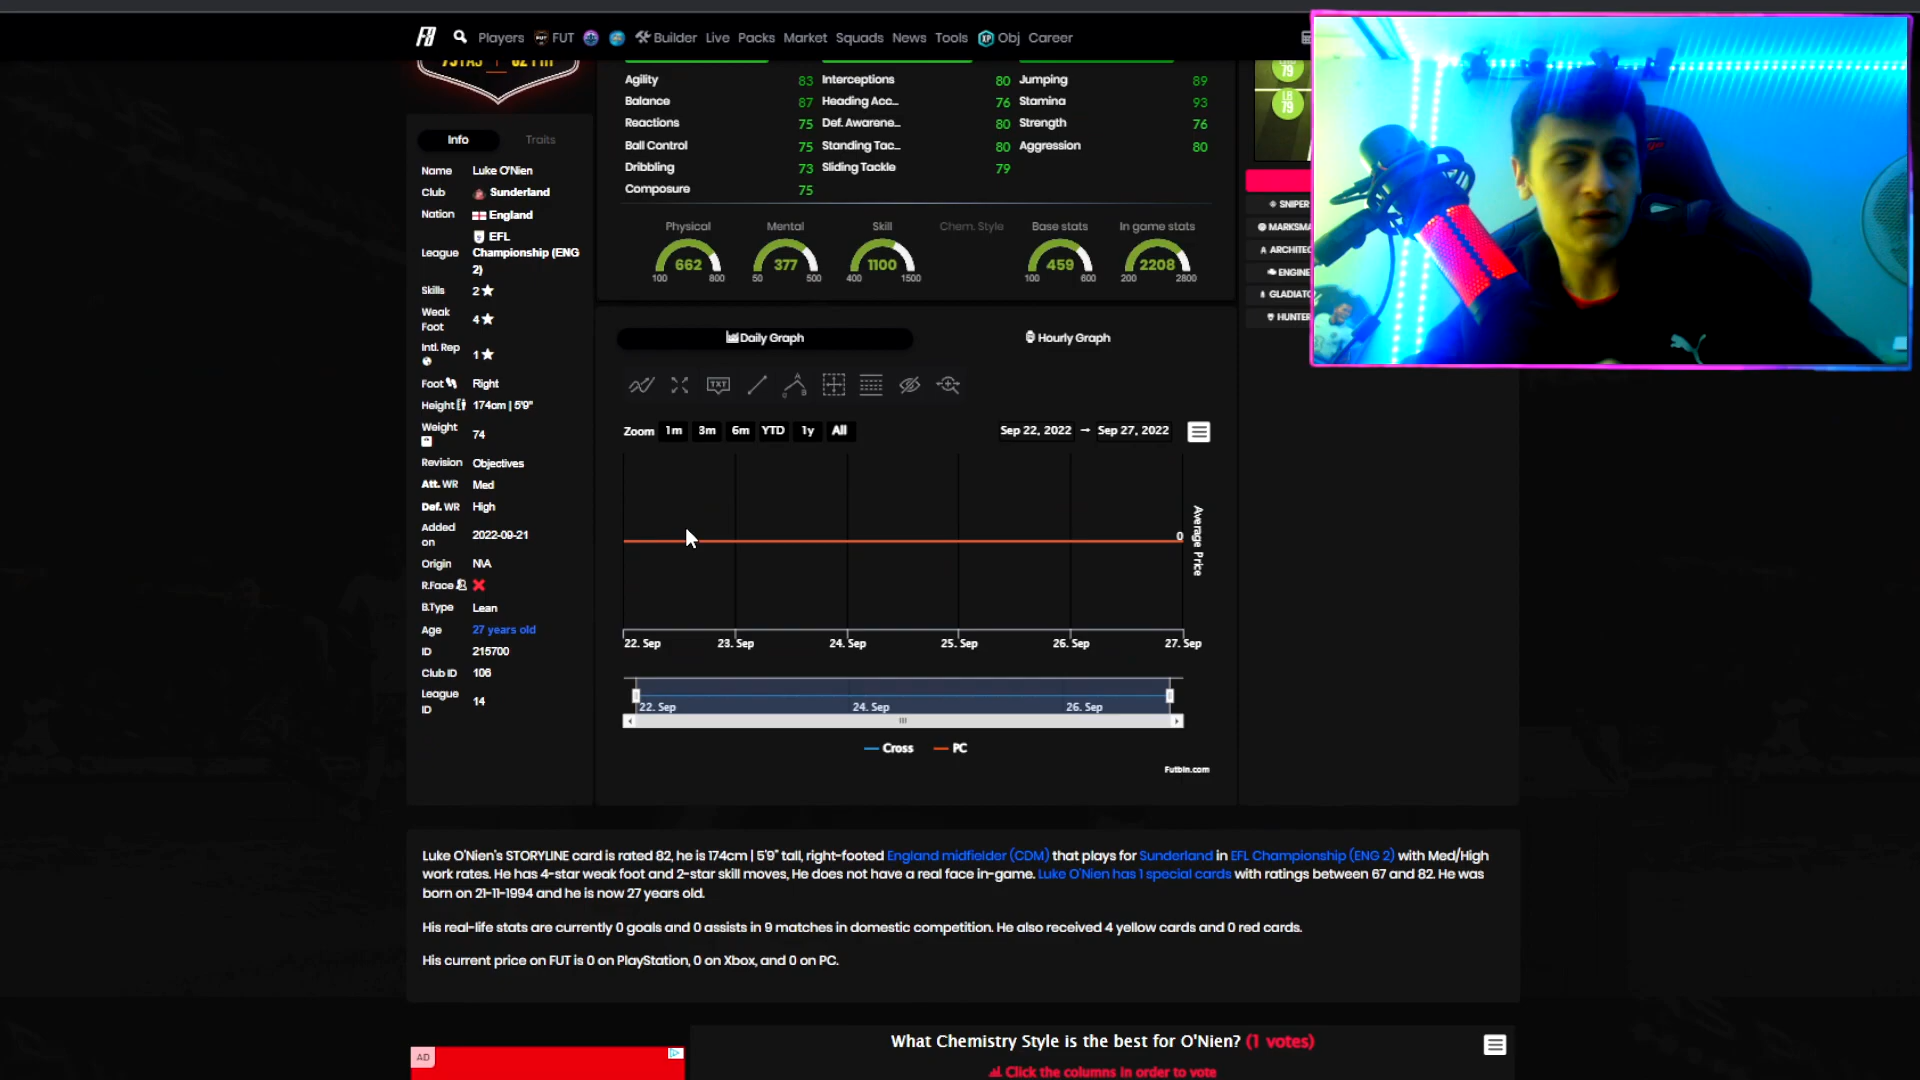 Players FUT Builder Live Packs Market Squads News Tools XP Obj Career
79
LB 79
Agility 83 Interceptions 80 Jumping 89
Balance 87 Heading Acc... 76 Stamina 93
Reactions 75 Def. Awarene... 80 Strength 76
Ball Control 75 Standing Tac... 80 Aggression 80
Dribbling 73 Sliding Tackle 79
Composure 75
Info Traits
Name Luke O'Nien
Club Sunderland
Nation England
League EFL Championship (ENG 2)
Skills 2
Weak Foot 4
Intl. Rep 1
Foot Right
Height 174cm | 5'9"
Weight 74
Revision Objectives
Att. WR Med
Def. WR High
Added on 2022-09-21
Origin N\A
R.Face
B.Type Lean
Age 27 years old
ID 215700
Club ID 106
League ID 14
Physical Mental Skill Chem. Style Base stats In game stats
662 377 1100 459 2208
100 800 50 500 400 1500 100 600 200 2800
SNIPER
MARKSMA
ARCHITEC
ENGINE
GLADIATO
HUNTER
Daily Graph Hourly Graph
TXT
Zoom 1m 3m 6m YTD 1y All Sep 22, 2022 → Sep 27, 2022
0
Average Price
22. Sep 23. Sep 24. Sep 25. Sep 26. Sep 27. Sep
22. Sep 24. Sep 26. Sep
Cross PC
Futbin.com
Luke O'Nien's STORYLINE card is rated 82, he is 174cm | 5'9" tall, right-footed England midfielder (CDM) that plays for Sunderland in EFL Championship (ENG 2) with Med/High
work rates. He has 4-star weak foot and 2-star skill moves, He does not have a real face in-game. Luke O'Nien has 1 special cards with ratings between 67 and 82. He was
born on 21-11-1994 and he is now 27 years old.
His real-life stats are currently 0 goals and 0 assists in 9 matches in domestic competition. He also received 4 yellow cards and 0 red cards.
His current price on FUT is 0 on PlayStation, 0 on Xbox, and 0 on PC.
AD
What Chemistry Style is the best for O'Nien? (1 votes)
Click the columns in order to vote